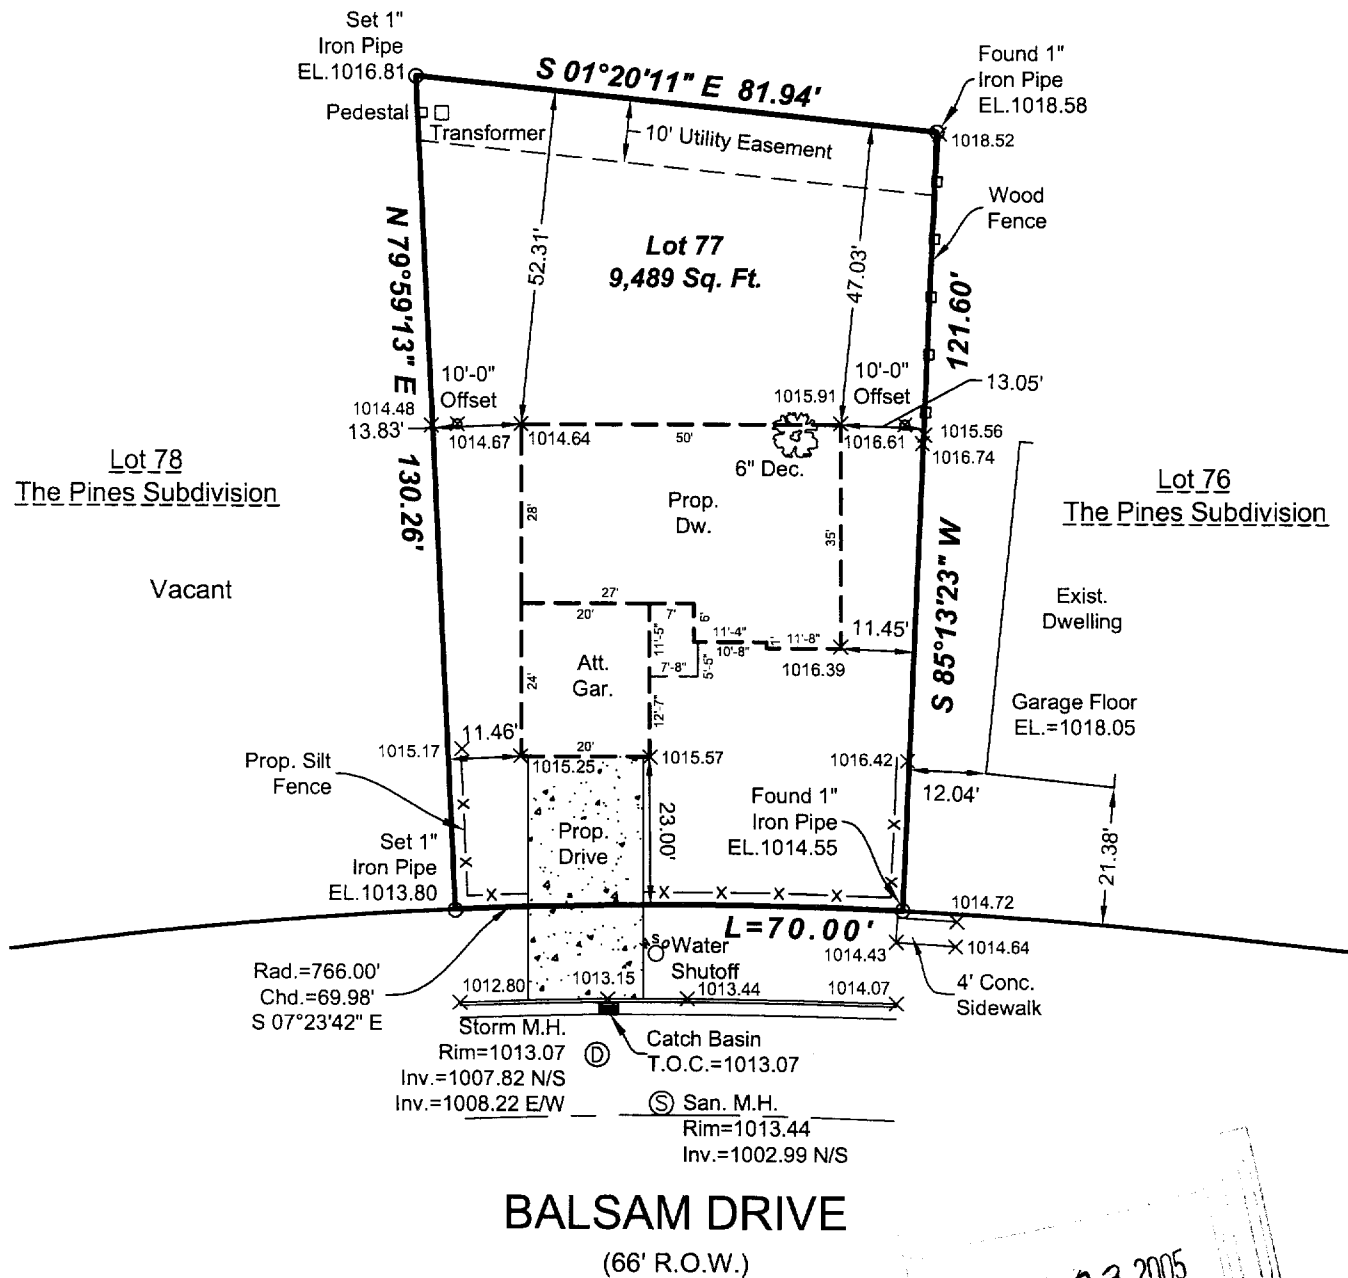 Set 1"
Iron Pipe
EL.1016.81
S 01°20'11" E 81.94'
Found 1"
Iron Pipe
EL.1018.58
1018.52
Pedestal
Transformer
10' Utility Easement
Wood
Fence
N 79°59'13" E 130.26'
52.31'
Lot 77
9,489 Sq. Ft.
47.03'
121.60'
10'-0"
Offset
1015.91
10'-0"
Offset
13.05'
1014.48
13.83'
1014.67
1014.64
50'
1016.61
1015.56
1016.74
6" Dec.
Lot 78
The Pines Subdivision
Lot 76
The Pines Subdivision
Prop.
Dw.
28'
35'
S 85°13'23" W
Vacant
Exist.
Dwelling
27'
20'
7'
6'
11'-5"
11'-4"
10'-8"
1'
11'-8"
11.45'
7'-8"
5'-5"
1016.39
Att.
Gar.
24'
12'-7"
Garage Floor
EL.=1018.05
11.46'
1015.17
20'
1015.25
1015.57
1016.42
Prop. Silt
Fence
12.04'
Found 1"
Iron Pipe
EL.1014.55
23.00'
Prop.
Drive
21.38'
Set 1"
Iron Pipe
EL.1013.80
1014.72
L=70.00'
S
Water
Shutoff
1014.43
1014.64
4' Conc.
Sidewalk
Rad.=766.00'
Chd.=69.98'
S 07°23'42" E
1012.80
1013.15
1013.44
1014.07
Storm M.H.
Rim=1013.07
Inv.=1007.82 N/S
Inv.=1008.22 E/W
D
Catch Basin
T.O.C.=1013.07
S San. M.H.
Rim=1013.44
Inv.=1002.99 N/S
BALSAM DRIVE
(66' R.O.W.)
2005